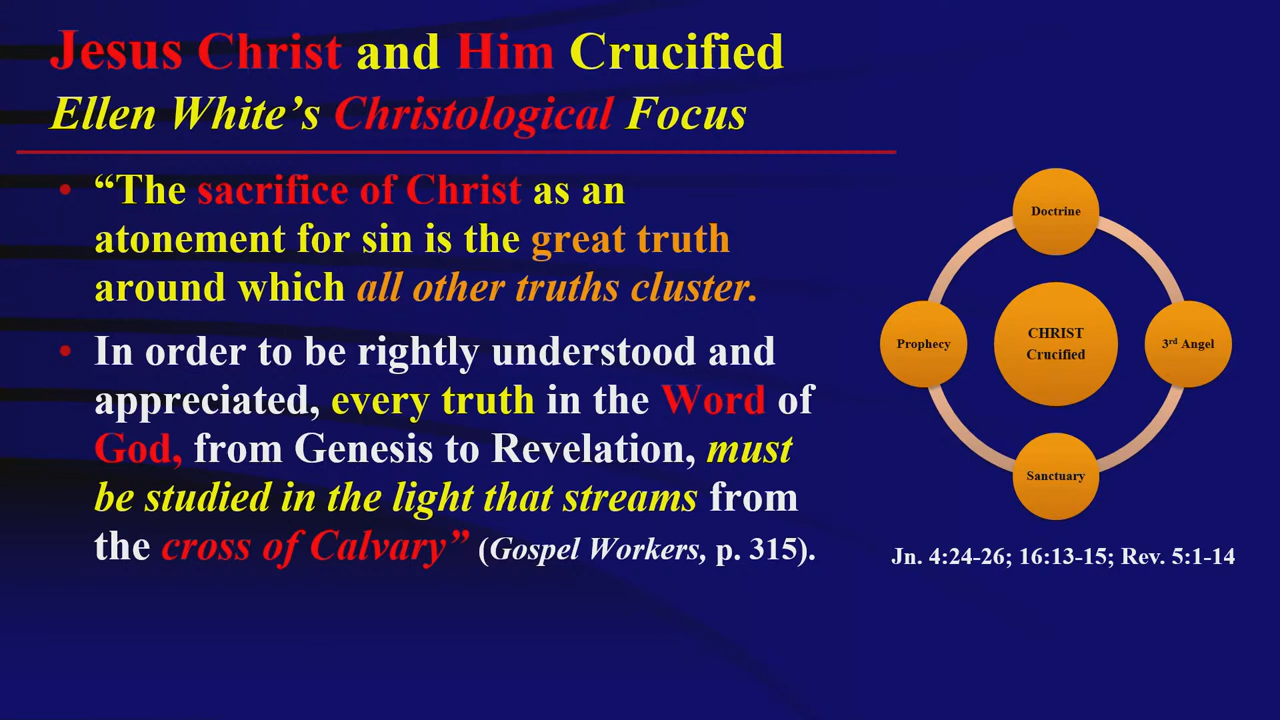 Jesus Christ and Him Crucified
Ellen White’s Christological Focus
• “The sacrifice of Christ as an
atonement for sin is the great truth
around which all other truths cluster.
• In order to be rightly understood and
appreciated, every truth in the Word of
God, from Genesis to Revelation, must
be studied in the light that streams from
the cross of Calvary” (Gospel Workers, p. 315).
Doctrine
Prophecy
CHRIST
Crucified
3rd Angel
Sanctuary
Jn. 4:24-26; 16:13-15; Rev. 5:1-14